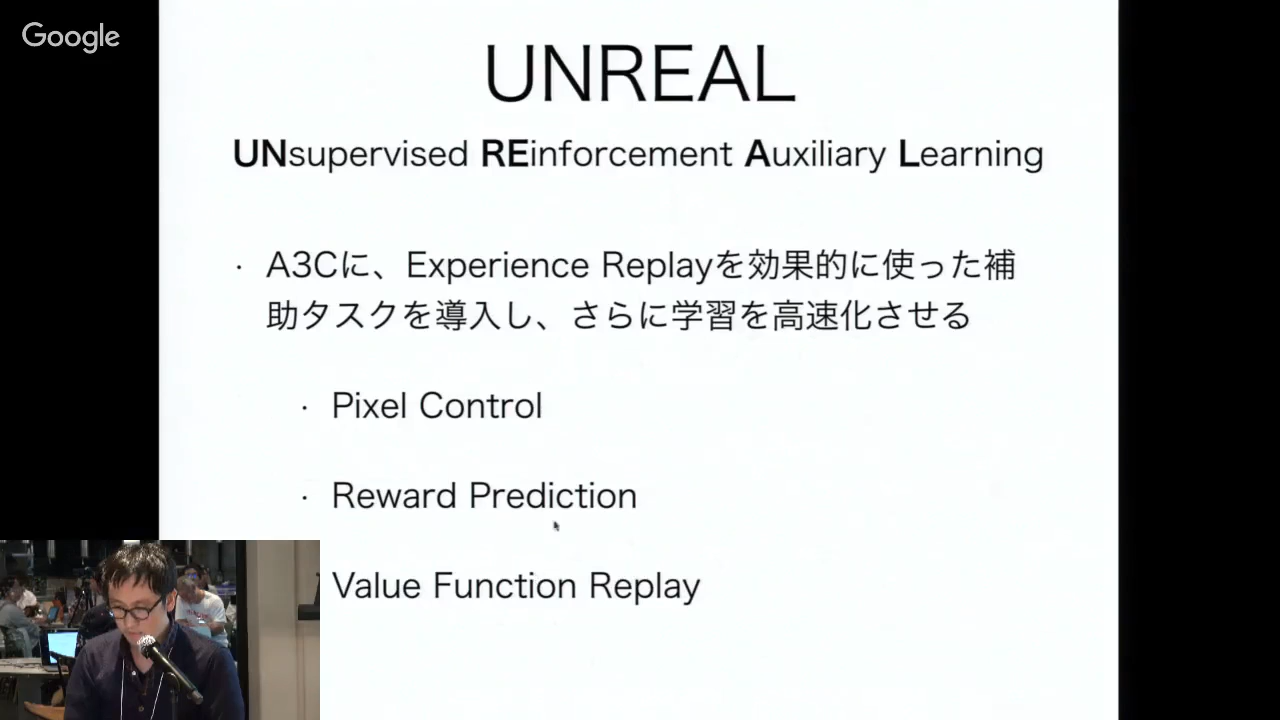 Google
UNREAL
UNsupervised REinforcement Auxiliary Learning
・ A3Cに、Experience Replayを効果的に使った補
助タスクを導入し、さらに学習を高速化させる
・ Pixel Control
・ Reward Prediction
Value Function Replay